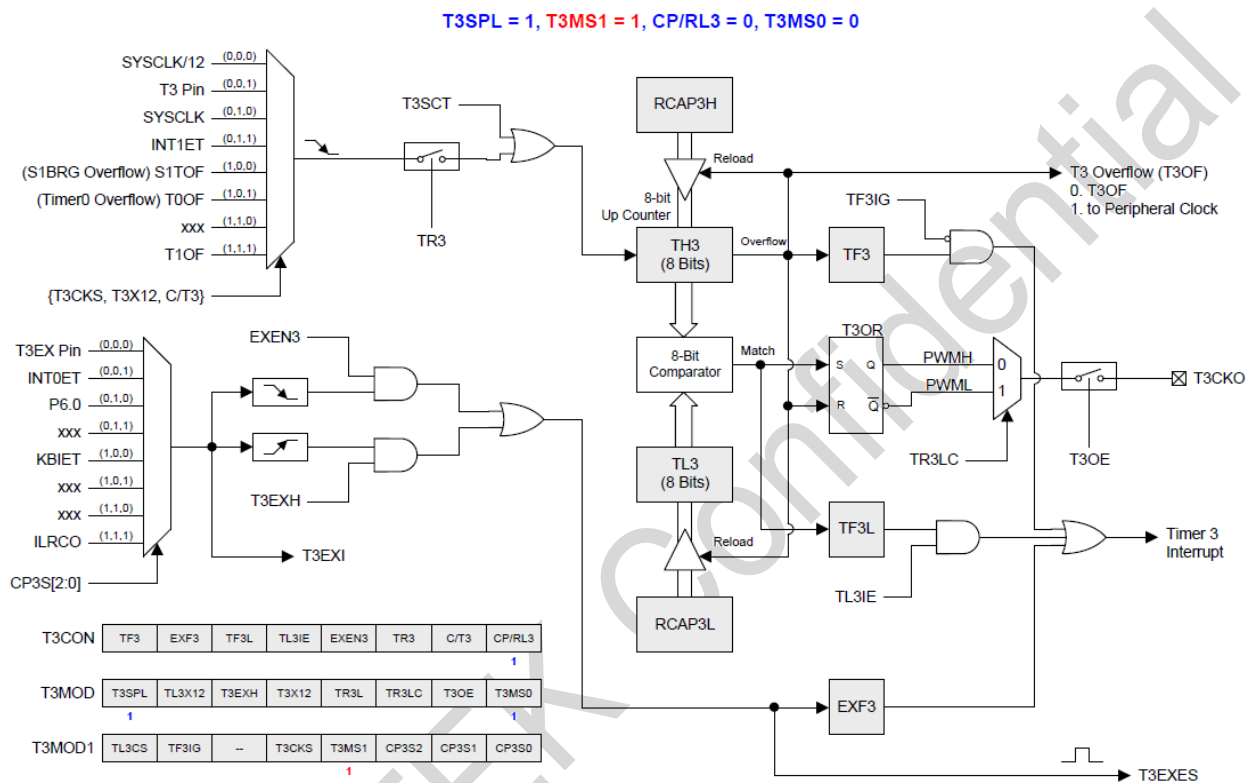 T3SPL = 1, T3MS1 = 1, CP/RL3 = 0, T3MS0 = 0
SYSCLK/12 (0,0,0)
T3 Pin (0,0,1)
SYSCLK (0,1,0)
INT1ET (0,1,1)
(S1BRG Overflow) S1TOF (1,0,0)
(Timer0 Overflow) T0OF (1,0,1)
xxx (1,1,0)
T1OF (1,1,1)
{T3CKS, T3X12, C/T3}
TR3
T3SCT
RCAP3H
Reload
8-bit
Up Counter
TH3
(8 Bits)
Overflow
T3 Overflow (T3OF)
0. T3OF
1. to Peripheral Clock
TF3IG
TF3
8-Bit
Comparator
Match
T3OR
S Q
R Q
PWMH
PWML
0
1
TR3LC
T3OE
T3CKO
T3EX Pin (0,0,0)
INT0ET (0,0,1)
P6.0 (0,1,0)
xxx (0,1,1)
KBIET (1,0,0)
xxx (1,0,1)
xxx (1,1,0)
ILRCO (1,1,1)
CP3S[2:0]
EXEN3
T3EXH
T3EXI
TL3
(8 Bits)
Reload
RCAP3L
TF3L
TL3IE
Timer 3
Interrupt
EXF3
T3EXES
T3CON TF3 EXF3 TF3L TL3IE EXEN3 TR3 C/T3 CP/RL3
1
T3MOD T3SPL TL3X12 T3EXH T3X12 TR3L TR3LC T3OE T3MS0
1 1
T3MOD1 TL3CS TF3IG -- T3CKS T3MS1 CP3S2 CP3S1 CP3S0
1
Confidential